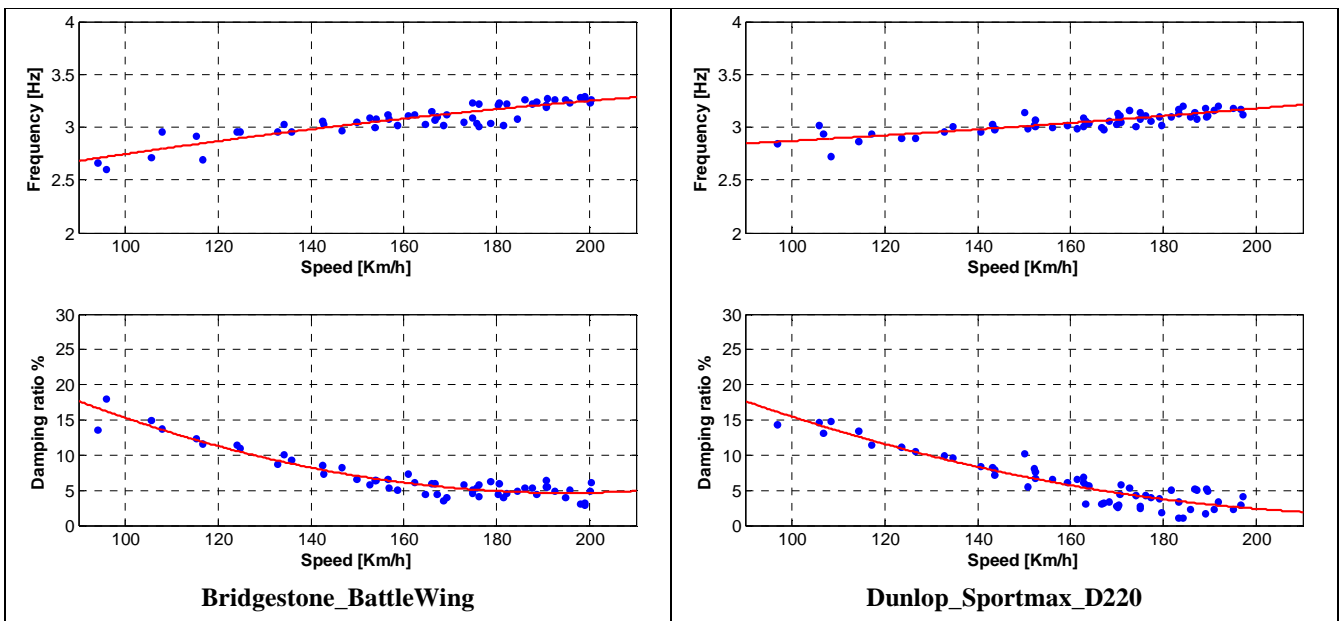 4
3.5
3
2.5
2
Frequency [Hz]
100 120 140 160 180 200
Speed [Km/h]
30
25
20
15
10
5
0
Damping ratio %
100 120 140 160 180 200
Speed [Km/h]
Bridgestone_BattleWing
4
3.5
3
2.5
2
Frequency [Hz]
100 120 140 160 180 200
Speed [Km/h]
30
25
20
15
10
5
0
Damping ratio %
100 120 140 160 180 200
Speed [Km/h]
Dunlop_Sportmax_D220